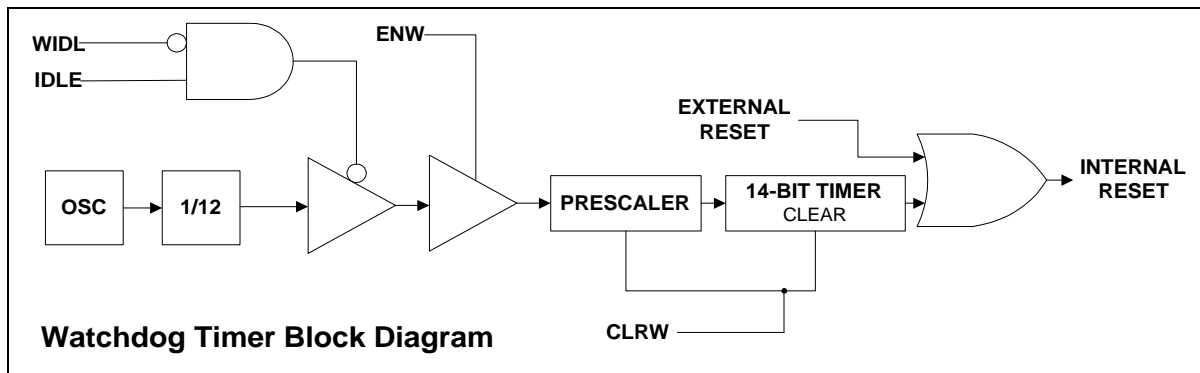 WIDL
IDLE
ENW
EXTERNAL
RESET
OSC
1/12
PRESCALER
14-BIT TIMER
CLEAR
INTERNAL
RESET
CLRW
Watchdog Timer Block Diagram